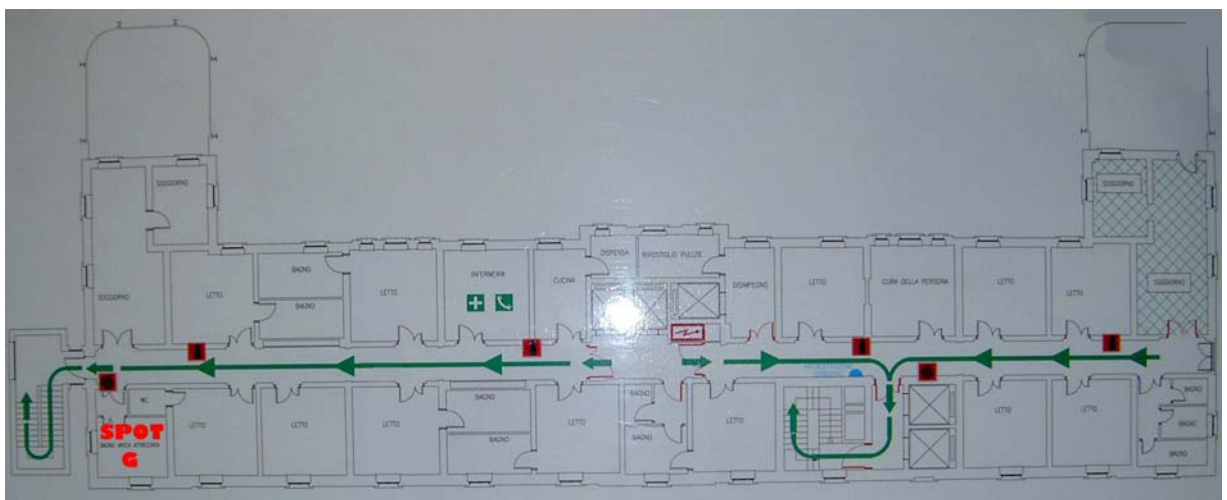 SOGGIORNO
SOGGIORNO
DISPENSA
RIPOSTIGLIO PULIZIE
BAGNO
INFERMERIA
CUCINA
DISIMPEGNO
LETTO
CURA DELLA PERSONA
LETTO
SOGGIORNO
LETTO
LETTO
LETTO
SOGGIORNO
BAGNO
WC
BAGNO
BAGNO
BAGNO
SPOT
G
LETTO
LETTO
LETTO
LETTO
LETTO
LETTO
LETTO
BAGNO
BAGNO
BAGNO
BAGNO